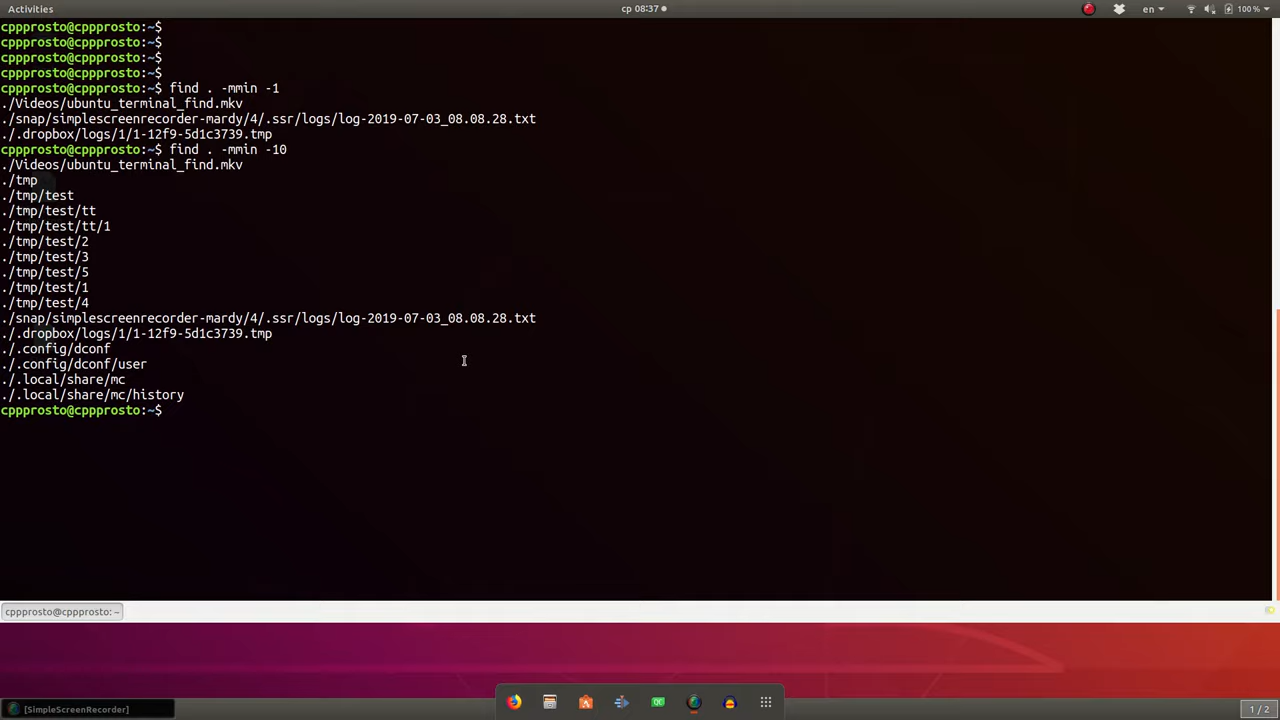 Activities
ср 08:37
en
100 %
cppprosto@cppprosto:~$
cppprosto@cppprosto:~$
cppprosto@cppprosto:~$
cppprosto@cppprosto:~$
cppprosto@cppprosto:~$ find . -mmin -1
./Videos/ubuntu_terminal_find.mkv
./snap/simplescreenrecorder-mardy/4/.ssr/logs/log-2019-07-03_08.08.28.txt
./.dropbox/logs/1/1-12f9-5d1c3739.tmp
cppprosto@cppprosto:~$ find . -mmin -10
./Videos/ubuntu_terminal_find.mkv
./tmp
./tmp/test
./tmp/test/tt
./tmp/test/tt/1
./tmp/test/2
./tmp/test/3
./tmp/test/5
./tmp/test/1
./tmp/test/4
./snap/simplescreenrecorder-mardy/4/.ssr/logs/log-2019-07-03_08.08.28.txt
./.dropbox/logs/1/1-12f9-5d1c3739.tmp
./.config/dconf
./.config/dconf/user
./.local/share/mc
./.local/share/mc/history
cppprosto@cppprosto:~$
cppprosto@cppprosto: ~
[SimpleScreenRecorder]
1 / 2